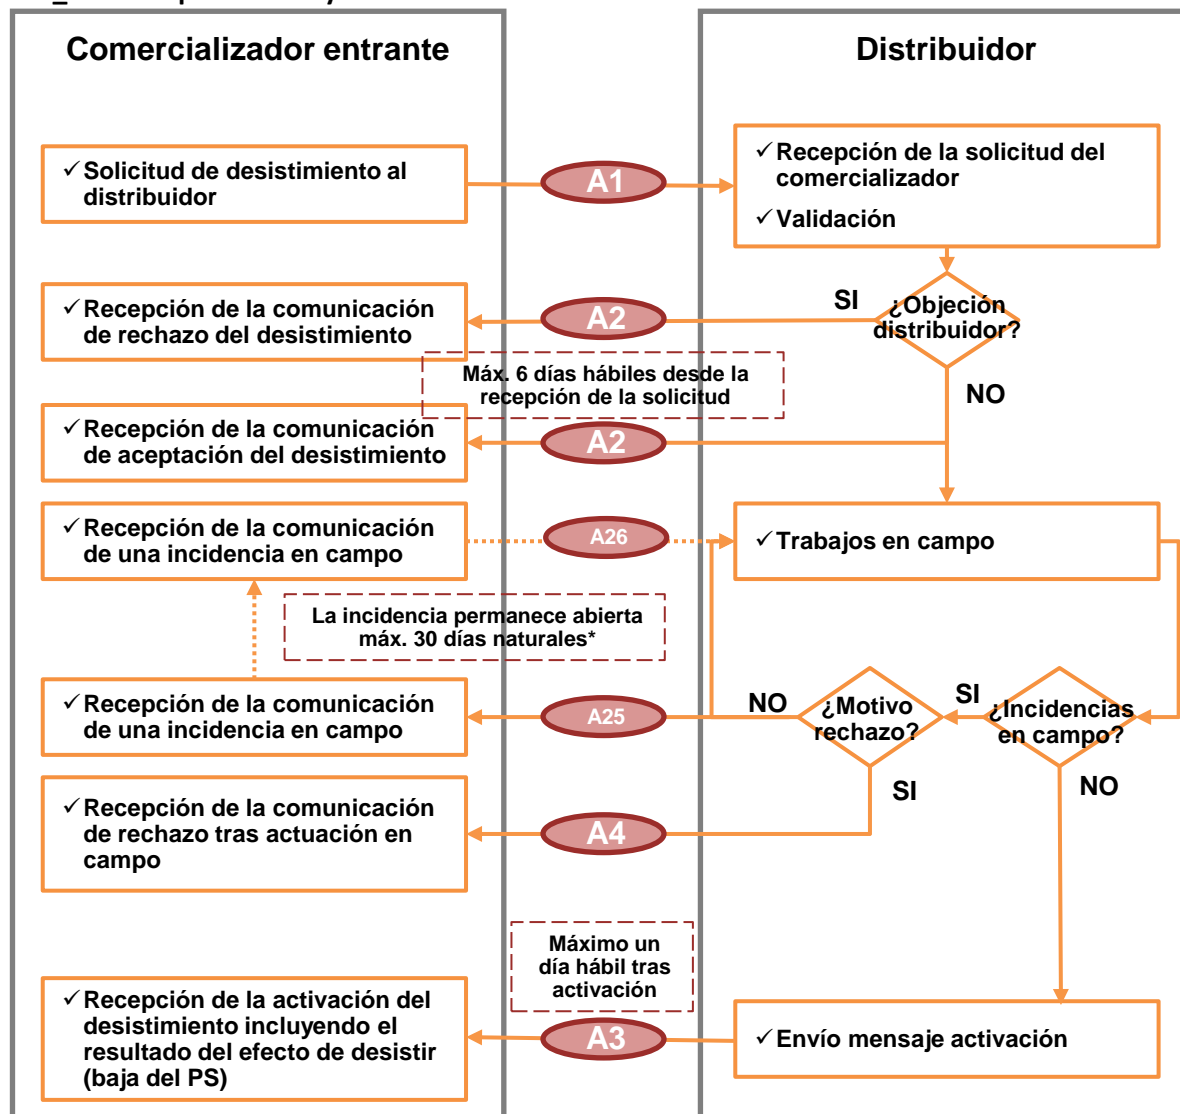 Comercializador entrante
Distribuidor
✓ Solicitud de desistimiento al
distribuidor
A1
✓ Recepción de la solicitud del
comercializador
✓ Validación
✓ Recepción de la comunicación
de rechazo del desistimiento
A2
SI
¿Objeción
distribuidor?
Máx. 6 días hábiles desde la
recepción de la solicitud
NO
✓ Recepción de la comunicación
de aceptación del desistimiento
A2
✓ Recepción de la comunicación
de una incidencia en campo
A26
✓ Trabajos en campo
La incidencia permanece abierta
máx. 30 días naturales*
✓ Recepción de la comunicación
de una incidencia en campo
A25
NO
¿Motivo
rechazo?
SI
¿Incidencias
en campo?
SI
NO
✓ Recepción de la comunicación
de rechazo tras actuación en
campo
A4
Máximo un
día hábil tras
activación
✓ Recepción de la activación del
desistimiento incluyendo el
resultado del efecto de desistir
(baja del PS)
A3
✓ Envío mensaje activación